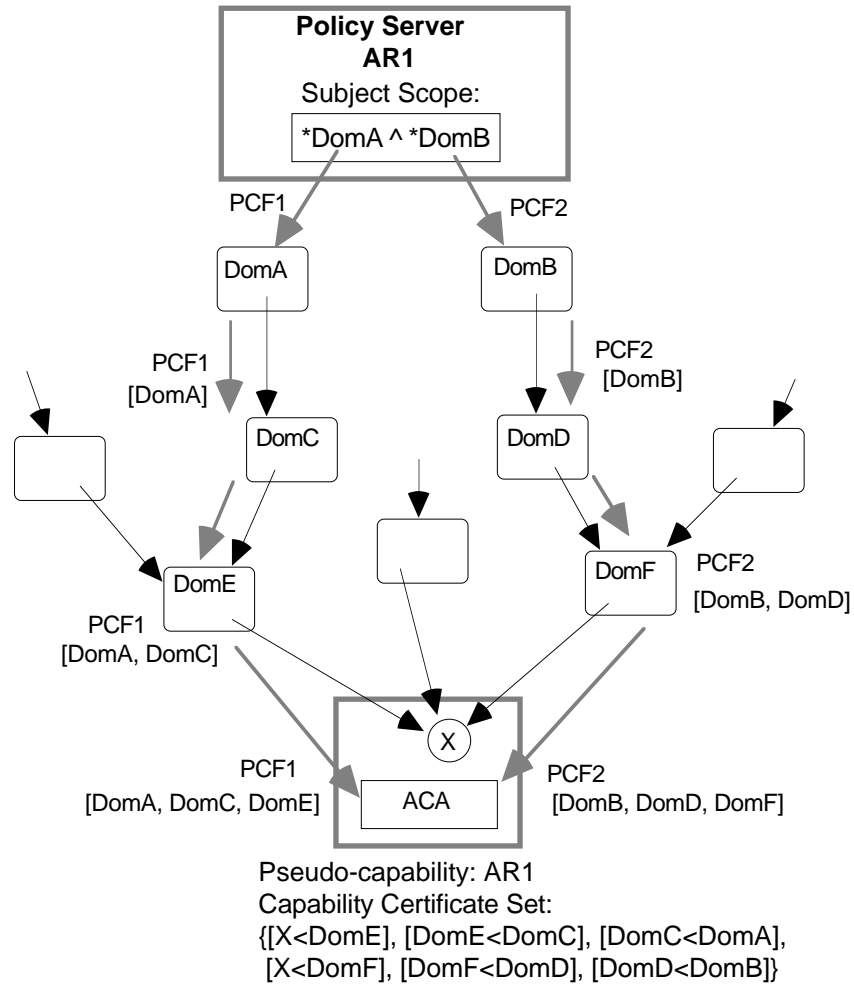 Policy Server
AR1
Subject Scope:
*DomA ^ *DomB
PCF1
PCF2
DomA
DomB
PCF1
[DomA]
PCF2
[DomB]
DomC
DomD
DomE
DomF
PCF1
[DomA, DomC]
PCF2
[DomB, DomD]
X
PCF1
[DomA, DomC, DomE]
ACA
PCF2
[DomB, DomD, DomF]
Pseudo-capability: AR1
Capability Certificate Set:
{[X<DomE], [DomE<DomC], [DomC<DomA],
[X<DomF], [DomF<DomD], [DomD<DomB]}